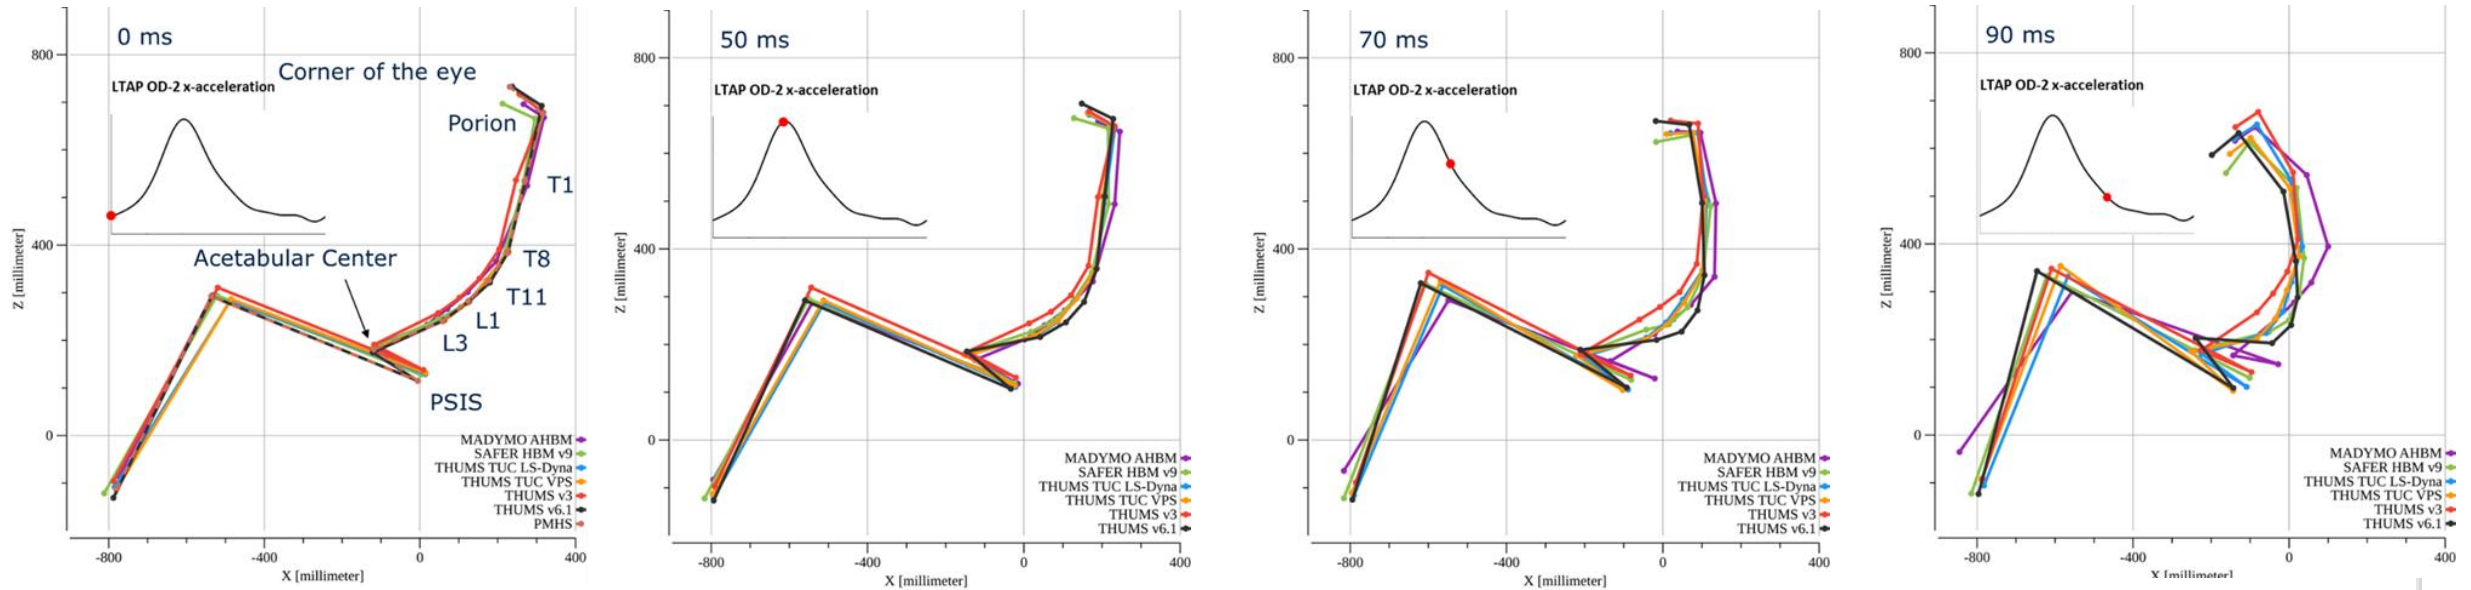 0 ms
LTAP OD-2 x-acceleration
Corner of the eye
Porion
T1
T8
T11
L1
L3
Acetabular Center
PSIS
800
400
0
Z [millimeter]
MADYMO AHBM
SAFER HBM v9
THUMS TUC LS-Dyna
THUMS TUC VPS
THUMS v3
THUMS v6.1
PMHS
-800 -400 0 400
X [millimeter]
50 ms
LTAP OD-2 x-acceleration
800
400
0
Z [millimeter]
MADYMO AHBM
SAFER HBM v9
THUMS TUC LS-Dyna
THUMS TUC VPS
THUMS v3
THUMS v6.1
-800 -400 0 400
X [millimeter]
70 ms
LTAP OD-2 x-acceleration
800
400
0
Z [millimeter]
MADYMO AHBM
SAFER HBM v9
THUMS TUC LS-Dyna
THUMS TUC VPS
THUMS v3
THUMS v6.1
-800 -400 0 400
X [millimeter]
90 ms
LTAP OD-2 x-acceleration
800
400
0
Z [millimeter]
MADYMO AHBM
SAFER HBM v9
THUMS TUC LS-Dyna
THUMS TUC VPS
THUMS v3
THUMS v6.1
-800 -400 0 400
X [millimeter]